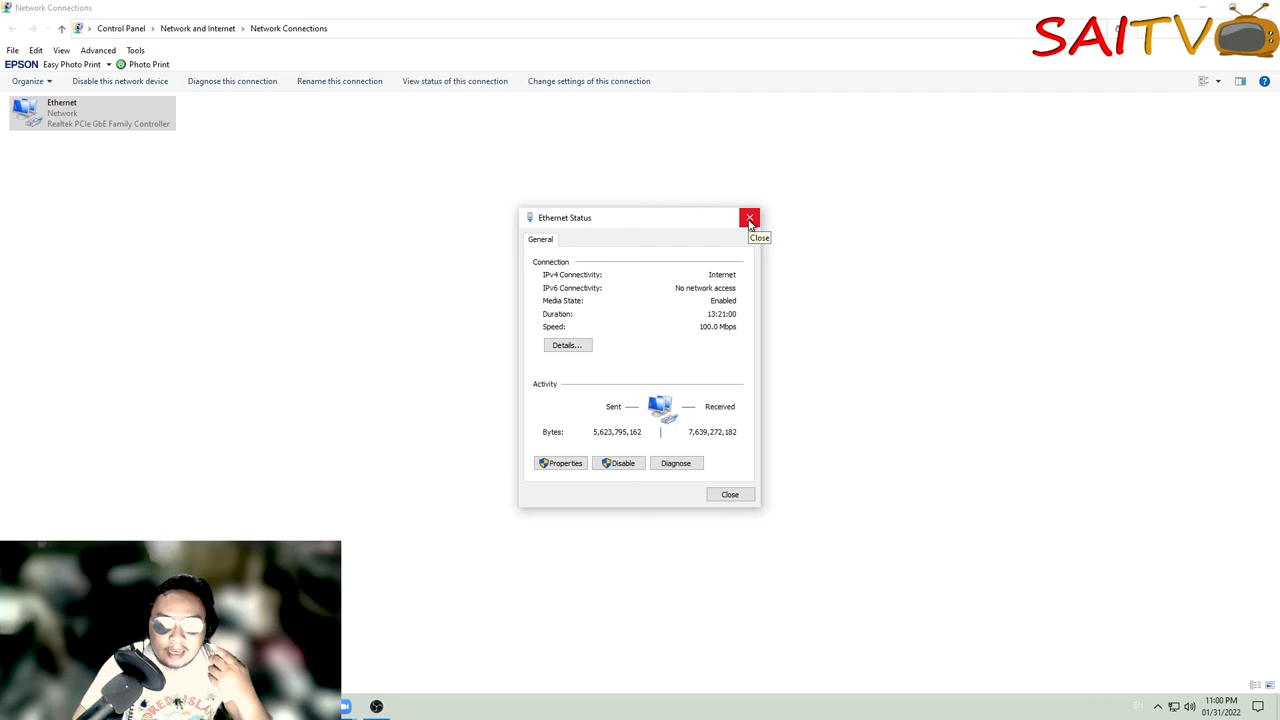 Network Connections
Control Panel > Network and Internet > Network Connections
SAITV
File Edit View Advanced Tools
EPSON Easy Photo Print Photo Print
Organize Disable this network device Diagnose this connection Rename this connection View status of this connection Change settings of this connection
Ethernet
Network
Realtek PCIe GbE Family Controller
Ethernet Status
Close
General
Connection
IPv4 Connectivity: Internet
IPv6 Connectivity: No network access
Media State: Enabled
Duration: 13:21:00
Speed: 100.0 Mbps
Details...
Activity
Sent Received
Bytes: 5,623,795,162 7,639,272,182
Properties Disable Diagnose
Close
11:00 PM
01/31/2022